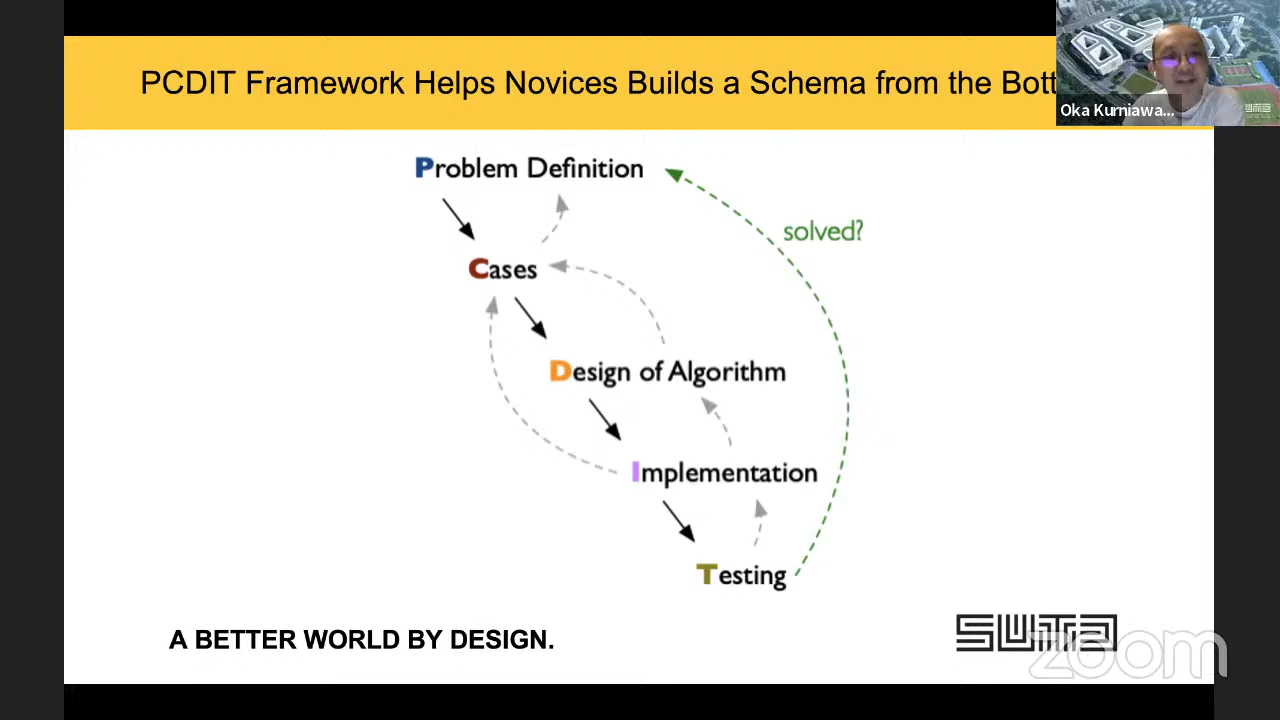 PCDIT Framework Helps Novices Builds a Schema from the Bott
Oka Kurniawa...
Problem Definition
solved?
Cases
Design of Algorithm
Implementation
Testing
A BETTER WORLD BY DESIGN.
SUTD
zoom